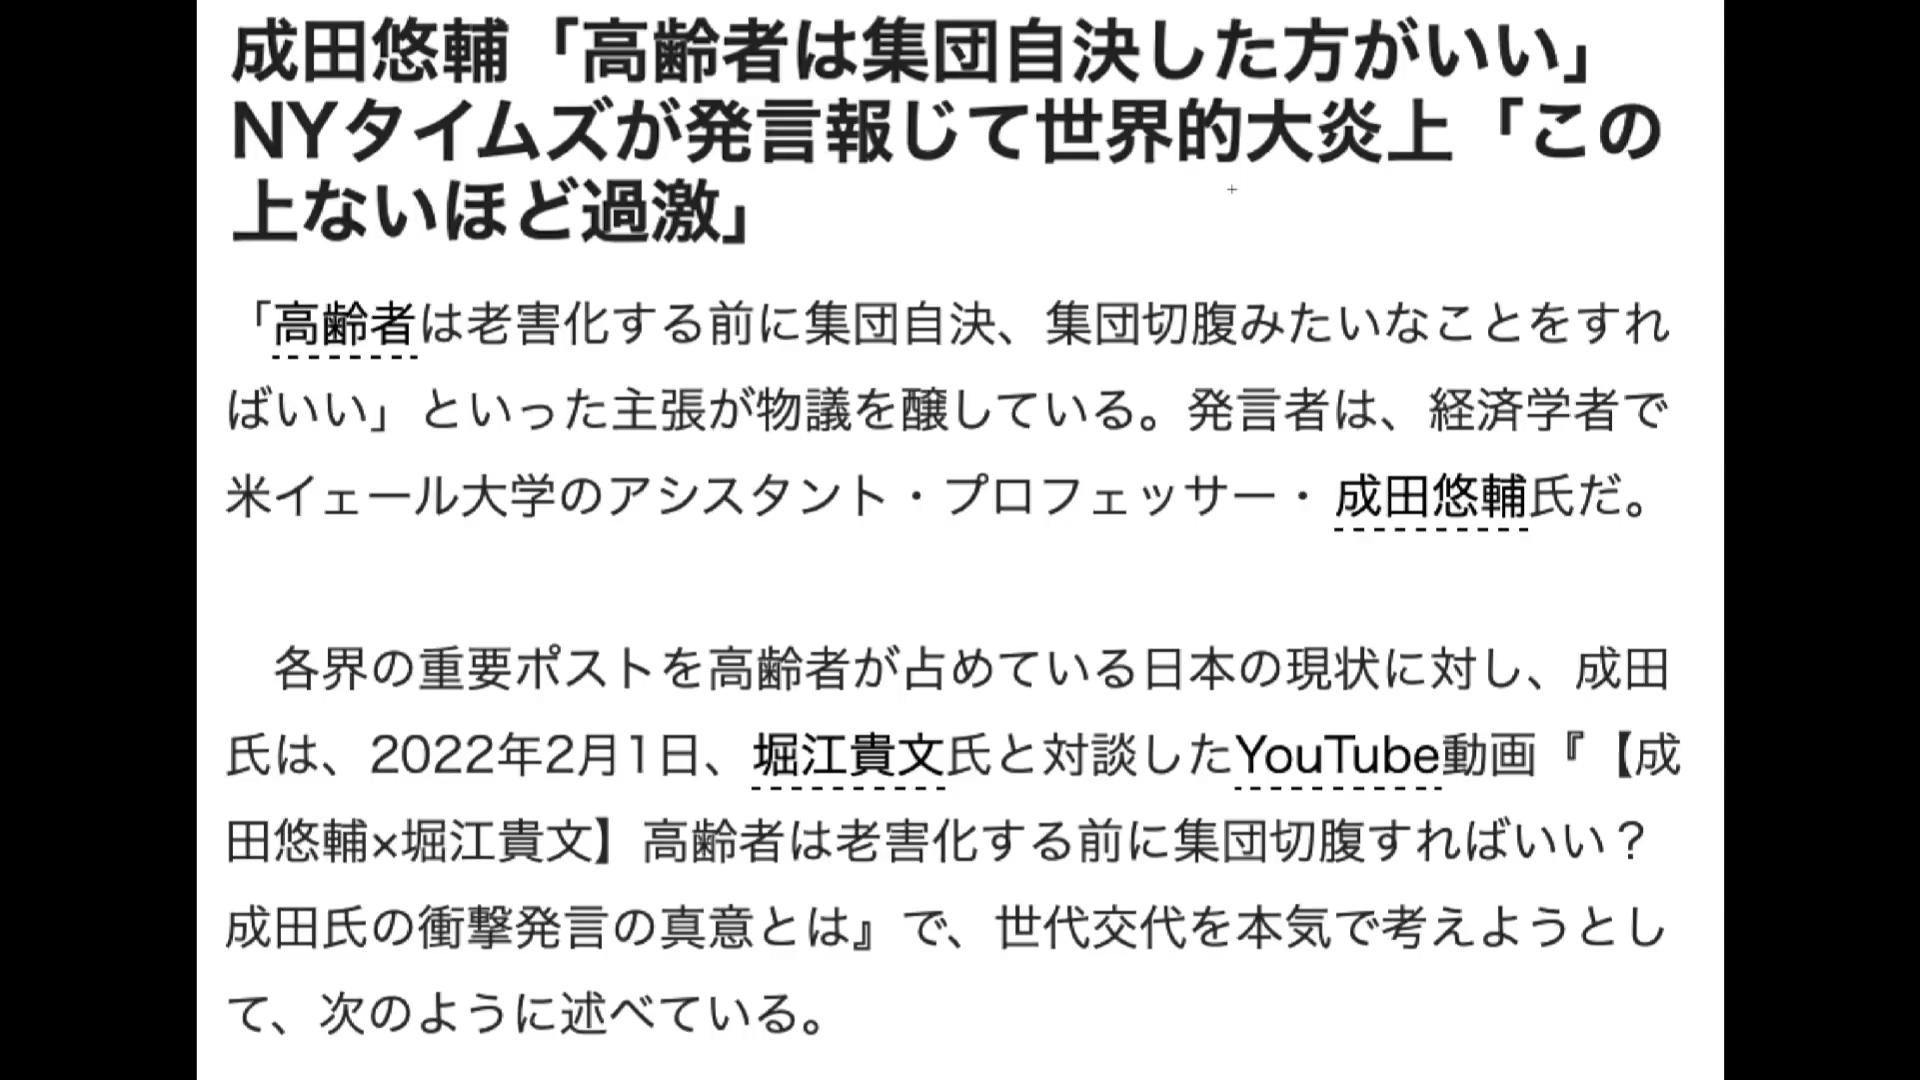 成田悠輔「高齢者は集団自決した方がいい」
NYタイムズが発言報じて世界的大炎上「この
上ないほど過激」
「高齢者は老害化する前に集団自決、集団切腹みたいなことをすれ
ばいい」といった主張が物議を醸している。発言者は、経済学者で
米イェール大学のアシスタント・プロフェッサー・成田悠輔氏だ。
各界の重要ポストを高齢者が占めている日本の現状に対し、成田
氏は、2022年2月1日、堀江貴文氏と対談したYouTube動画『【成
田悠輔×堀江貴文】高齢者は老害化する前に集団切腹すればいい？
成田氏の衝撃発言の真意とは』で、世代交代を本気で考えようとし
て、次のように述べている。